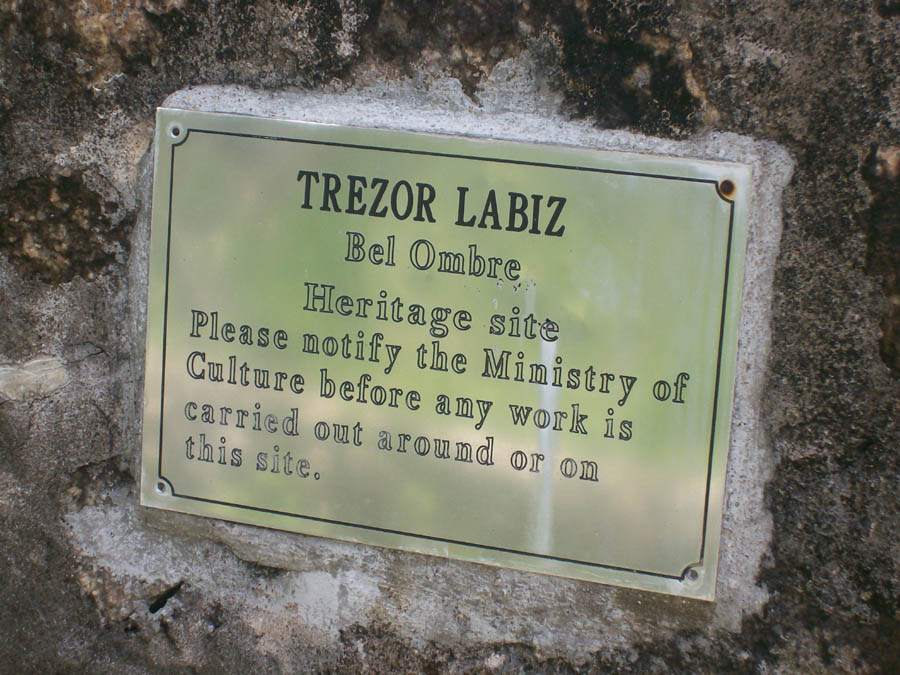 TREZOR LABIZ
Bel Ombre
Heritage site
Please notify the Ministry of
Culture before any work is
carried out around or on
this site.